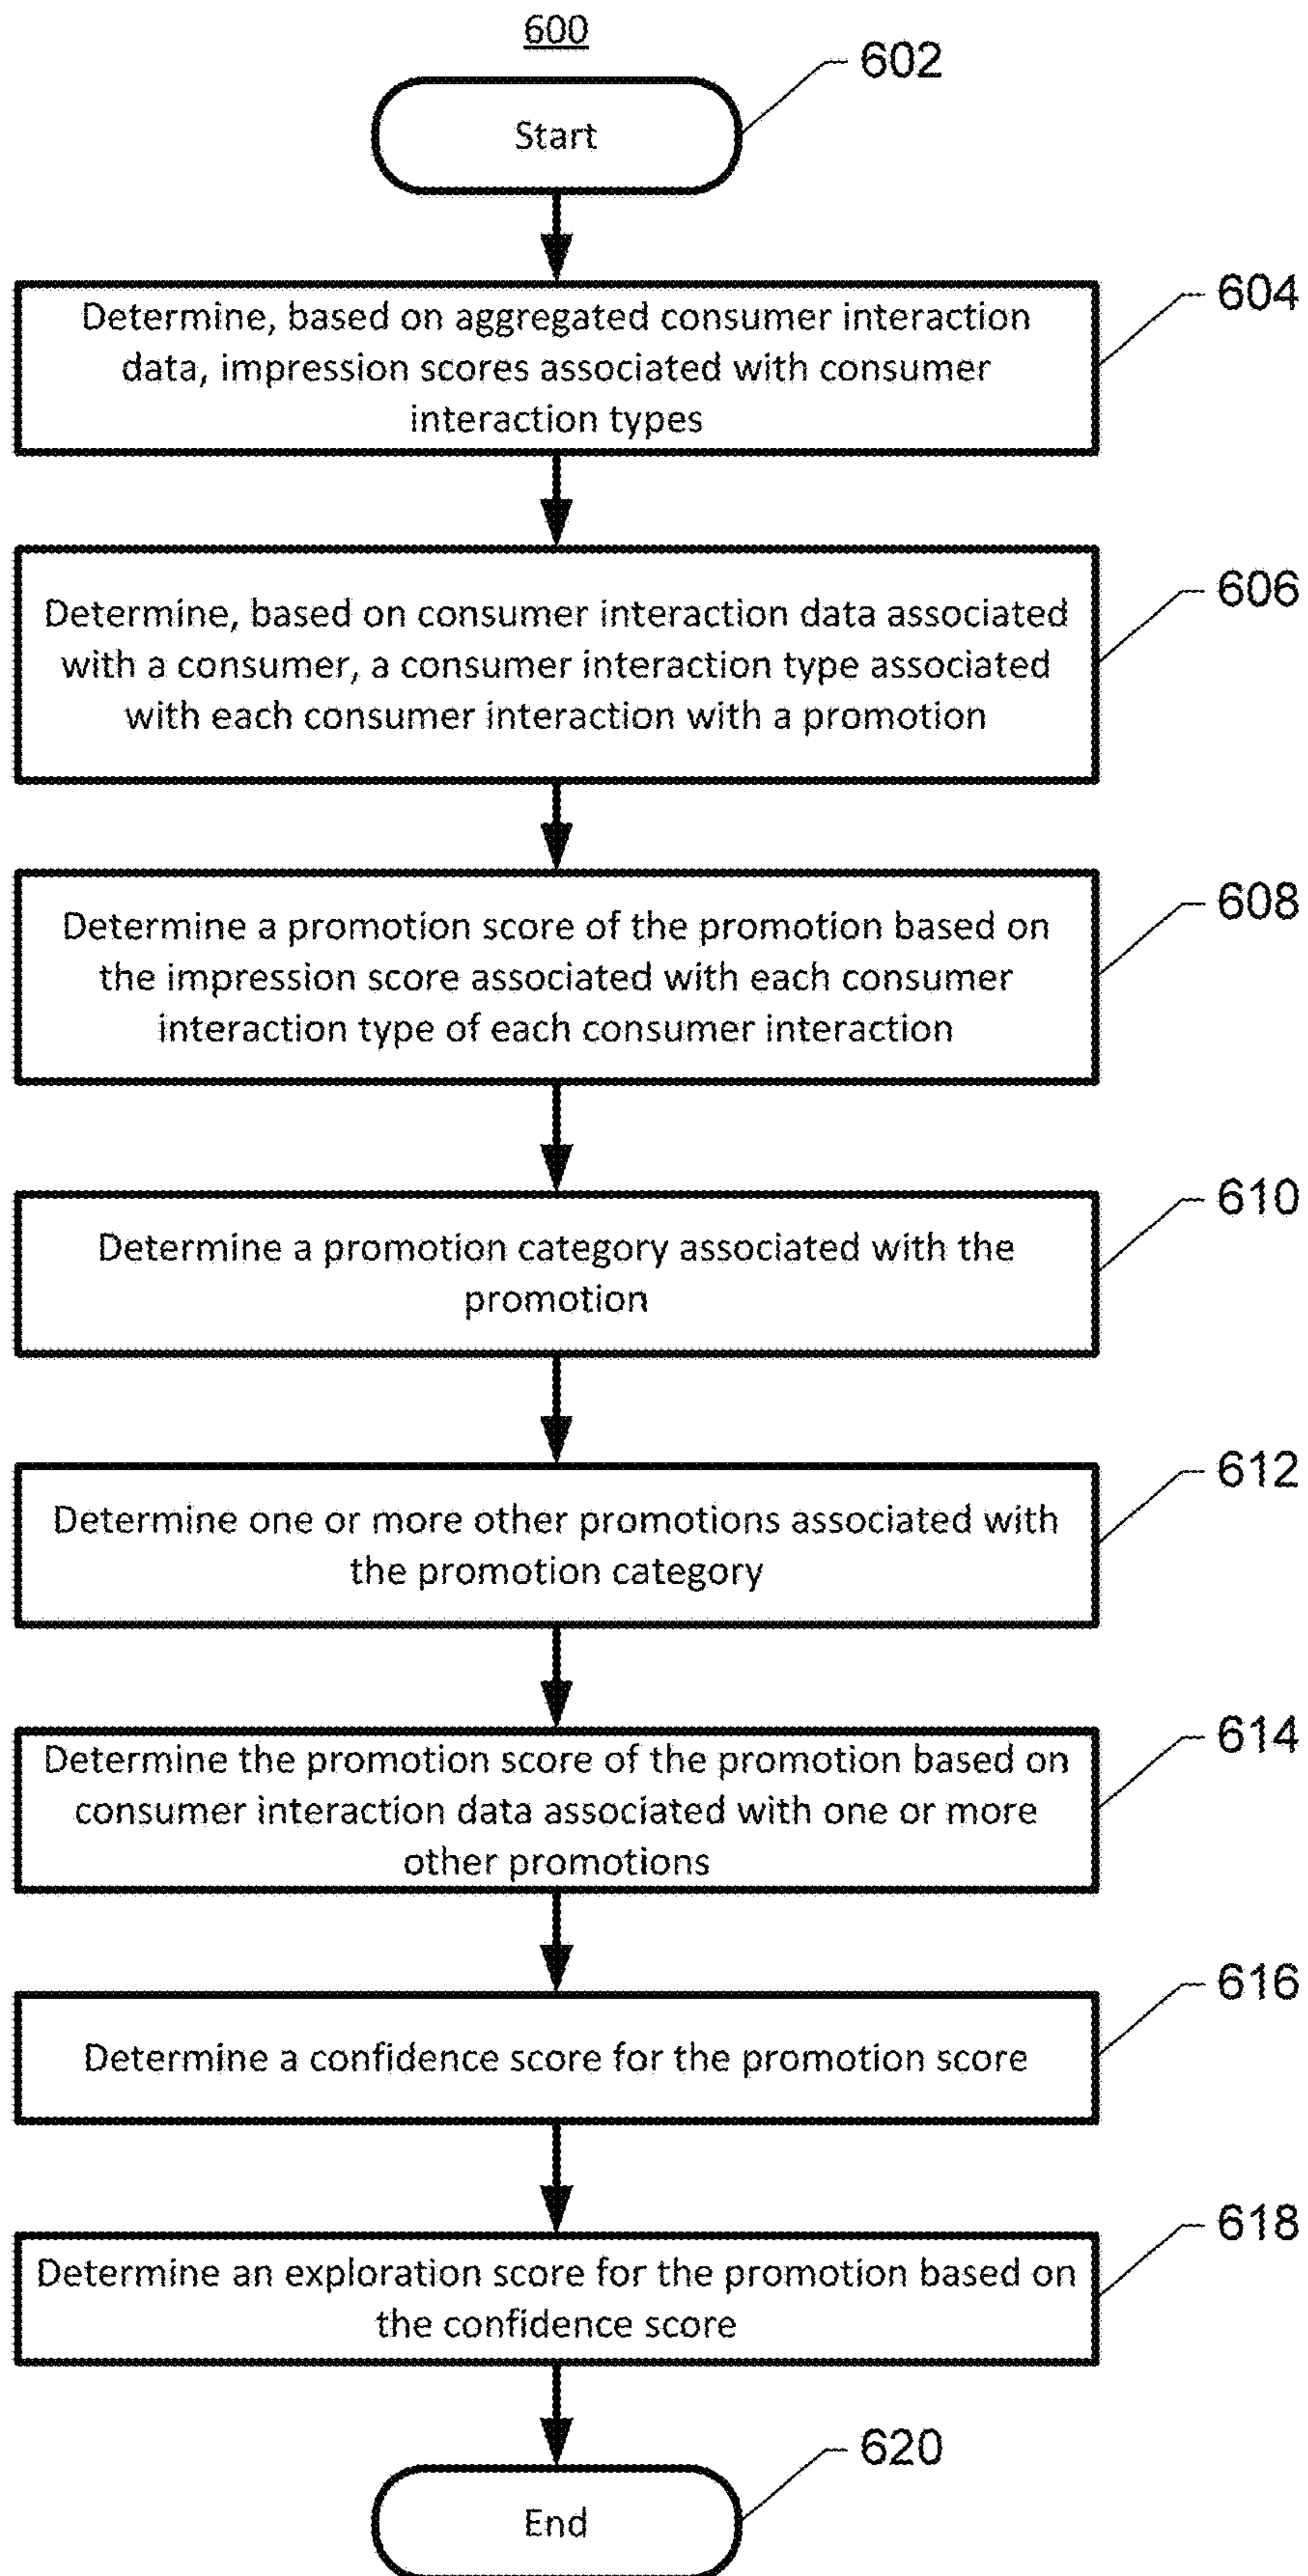 600
602
Start
604
Determine, based on aggregated consumer interaction
data, impression scores associated with consumer
interaction types
606
Determine, based on consumer interaction data associated
with a consumer, a consumer interaction type associated
with each consumer interaction with a promotion
608
Determine a promotion score of the promotion based on
the impression score associated with each consumer
interaction type of each consumer interaction
610
Determine a promotion category associated with the
promotion
612
Determine one or more other promotions associated with
the promotion category
614
Determine the promotion score of the promotion based on
consumer interaction data associated with one or more
other promotions
616
Determine a confidence score for the promotion score
618
Determine an exploration score for the promotion based on
the confidence score
620
End